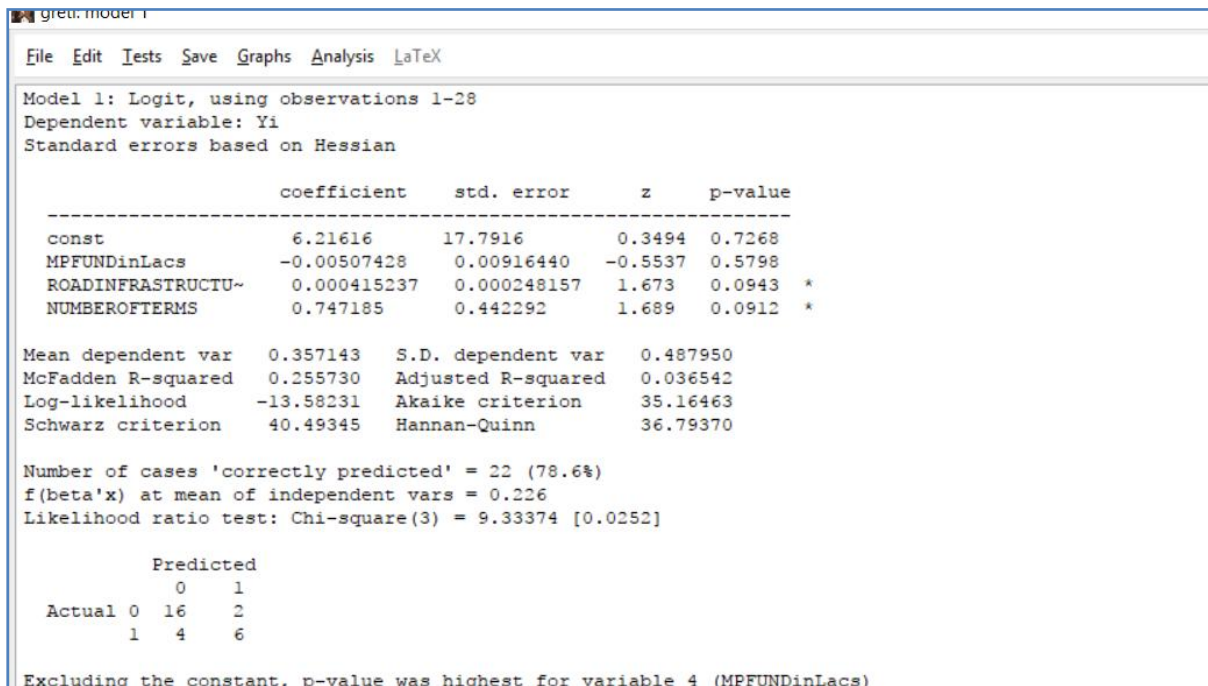 gretl: model 1
File Edit Tests Save Graphs Analysis LaTeX
Model 1: Logit, using observations 1-28
Dependent variable: Yi
Standard errors based on Hessian
coefficient std. error z p-value
---------------------------------------------------------------
const 6.21616 17.7916 0.3494 0.7268
MPFUNDinLacs -0.00507428 0.00916440 -0.5537 0.5798
ROADINFRASTRUCTU~ 0.000415237 0.000248157 1.673 0.0943 *
NUMBEROFTERMS 0.747185 0.442292 1.689 0.0912 *
Mean dependent var 0.357143 S.D. dependent var 0.487950
McFadden R-squared 0.255730 Adjusted R-squared 0.036542
Log-likelihood -13.58231 Akaike criterion 35.16463
Schwarz criterion 40.49345 Hannan-Quinn 36.79370
Number of cases 'correctly predicted' = 22 (78.6%)
f(beta'x) at mean of independent vars = 0.226
Likelihood ratio test: Chi-square(3) = 9.33374 [0.0252]
Predicted
0 1
Actual 0 16 2
1 4 6
Excluding the constant, p-value was highest for variable 4 (MPFUNDinLacs)